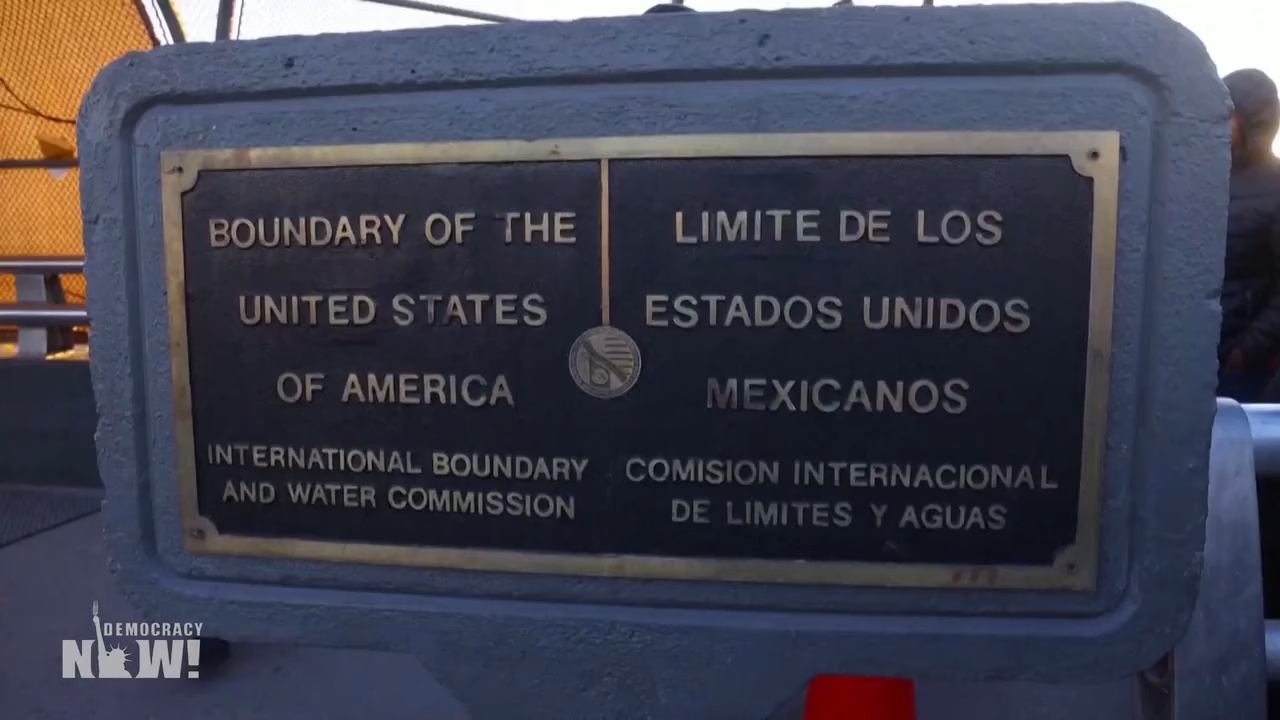 BOUNDARY OF THE
UNITED STATES
OF AMERICA
INTERNATIONAL BOUNDARY
AND WATER COMMISSION
LIMITE DE LOS
ESTADOS UNIDOS
MEXICANOS
COMISION INTERNACIONAL
DE LIMITES Y AGUAS
DEMOCRACY
NOW!